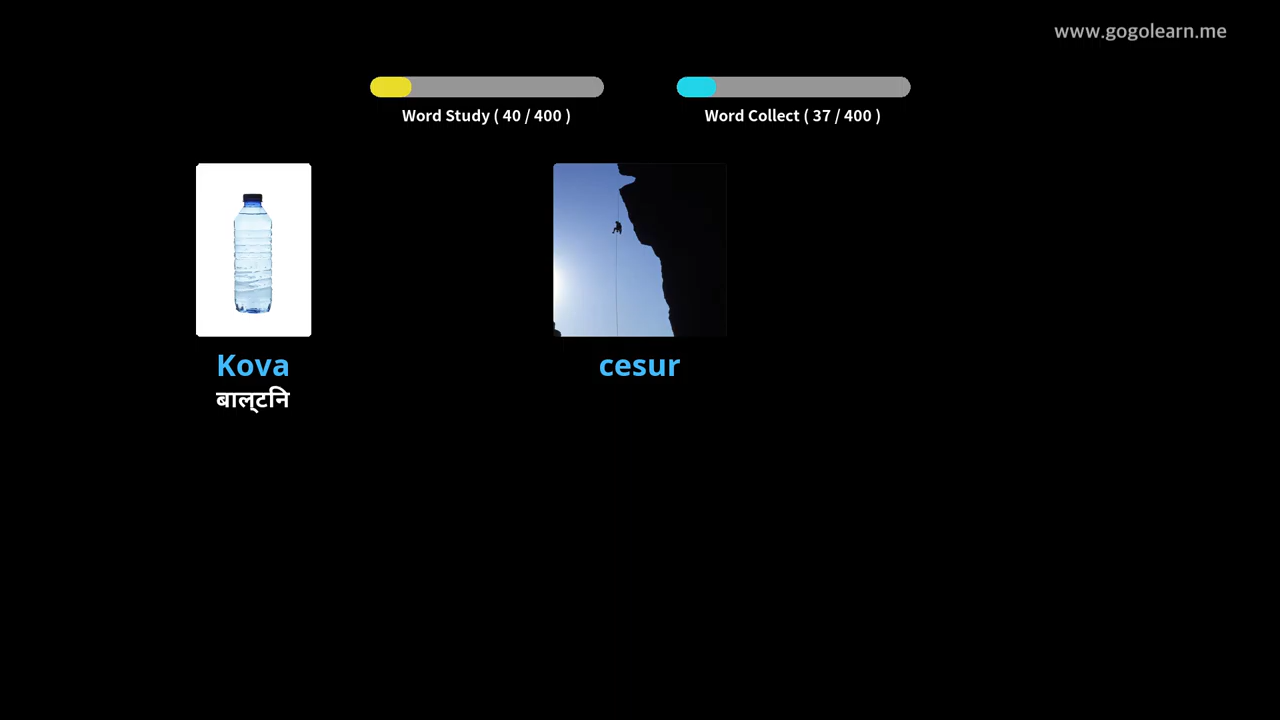 www.gogolearn.me
Word Study ( 40 / 400 )
Word Collect ( 37 / 400 )
Kova
बाल्टनि
cesur